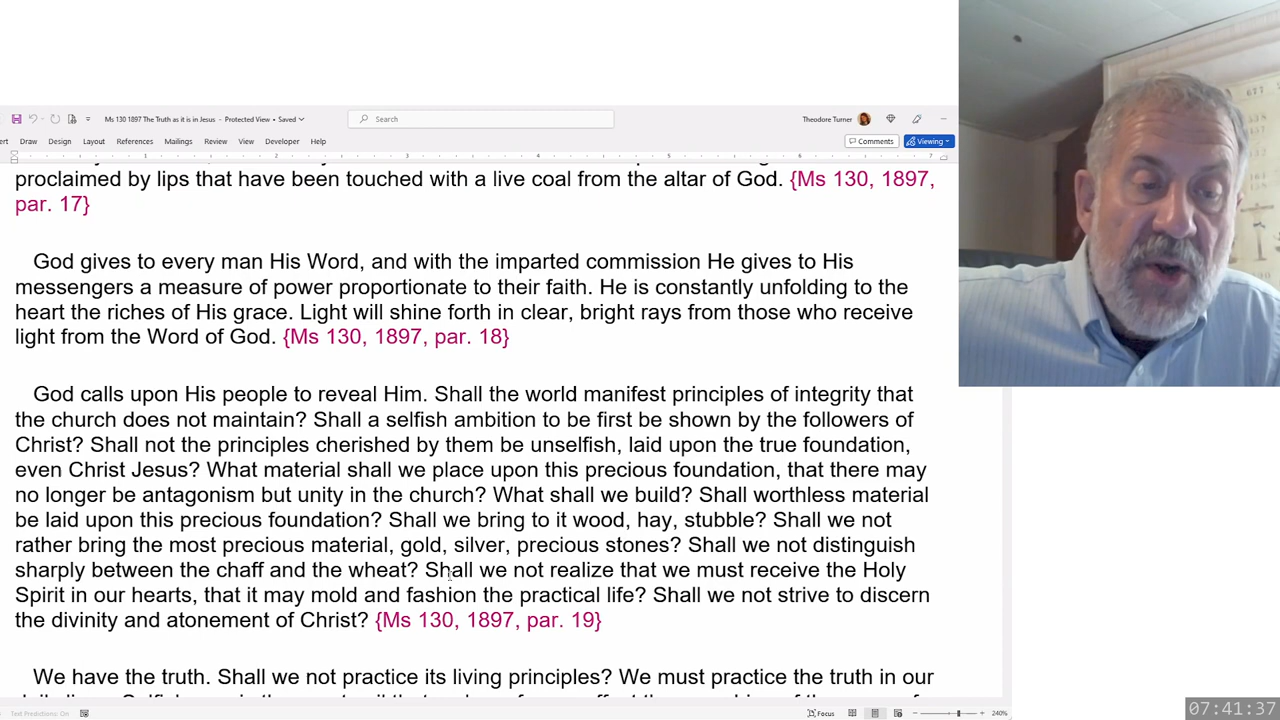 Ms 130 1897 The Truth as it is in Jesus - Protected View • Saved
Search
Theodore Turner
Draw Design Layout References Mailings Review View Developer Help
Comments
Viewing
proclaimed by lips that have been touched with a live coal from the altar of God. {Ms 130, 1897,
par. 17}
God gives to every man His Word, and with the imparted commission He gives to His
messengers a measure of power proportionate to their faith. He is constantly unfolding to the
heart the riches of His grace. Light will shine forth in clear, bright rays from those who receive
light from the Word of God. {Ms 130, 1897, par. 18}
God calls upon His people to reveal Him. Shall the world manifest principles of integrity that
the church does not maintain? Shall a selfish ambition to be first be shown by the followers of
Christ? Shall not the principles cherished by them be unselfish, laid upon the true foundation,
even Christ Jesus? What material shall we place upon this precious foundation, that there may
no longer be antagonism but unity in the church? What shall we build? Shall worthless material
be laid upon this precious foundation? Shall we bring to it wood, hay, stubble? Shall we not
rather bring the most precious material, gold, silver, precious stones? Shall we not distinguish
sharply between the chaff and the wheat? Shall we not realize that we must receive the Holy
Spirit in our hearts, that it may mold and fashion the practical life? Shall we not strive to discern
the divinity and atonement of Christ? {Ms 130, 1897, par. 19}
We have the truth. Shall we not practice its living principles? We must practice the truth in our
Text Predictions: On
Focus
240%
07:41:37
677